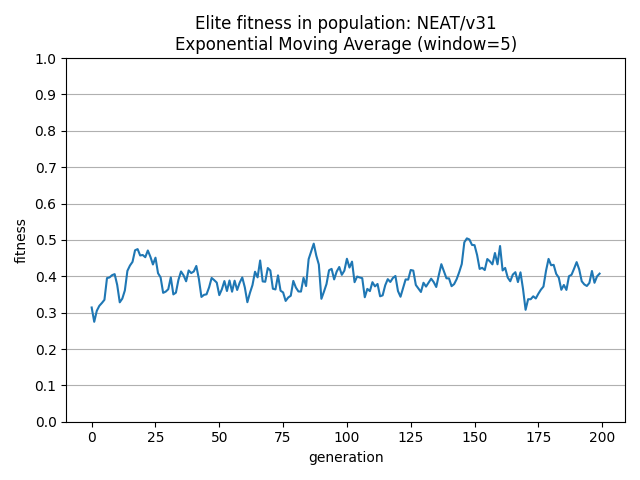 Elite fitness in population: NEAT/v31
Exponential Moving Average (window=5)
1.0
0.9
0.8
0.7
0.6
0.5
0.4
0.3
0.2
0.1
0.0
fitness
0 25 50 75 100 125 150 175 200
generation